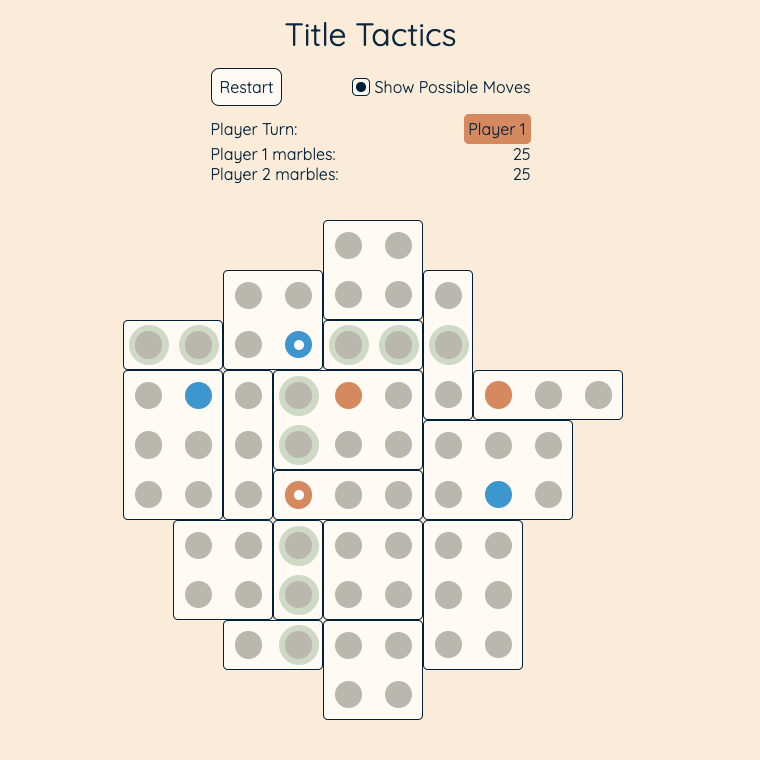 Title Tactics
Restart
Show Possible Moves
Player Turn: Player 1
Player 1 marbles: 25
Player 2 marbles: 25